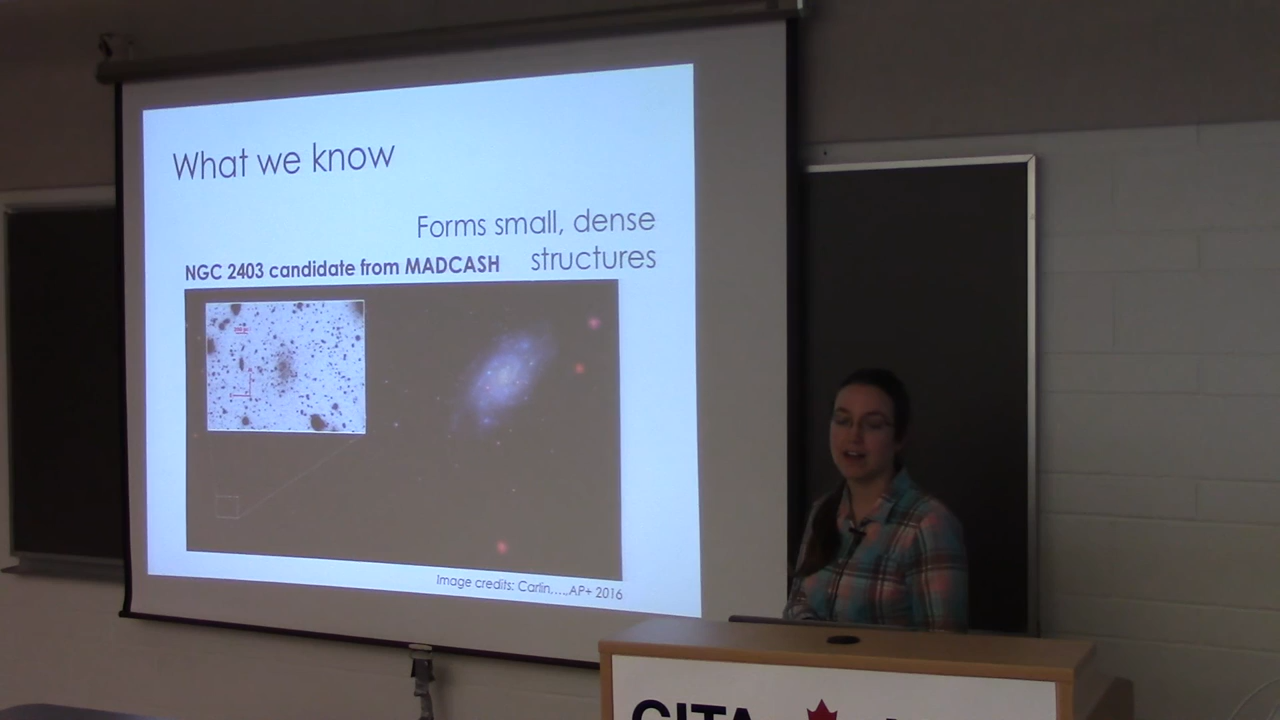 What we know
Forms small, dense
structures
NGC 2403 candidate from MADCASH
Image credits: Carlin,...,AP+ 2016
CITA